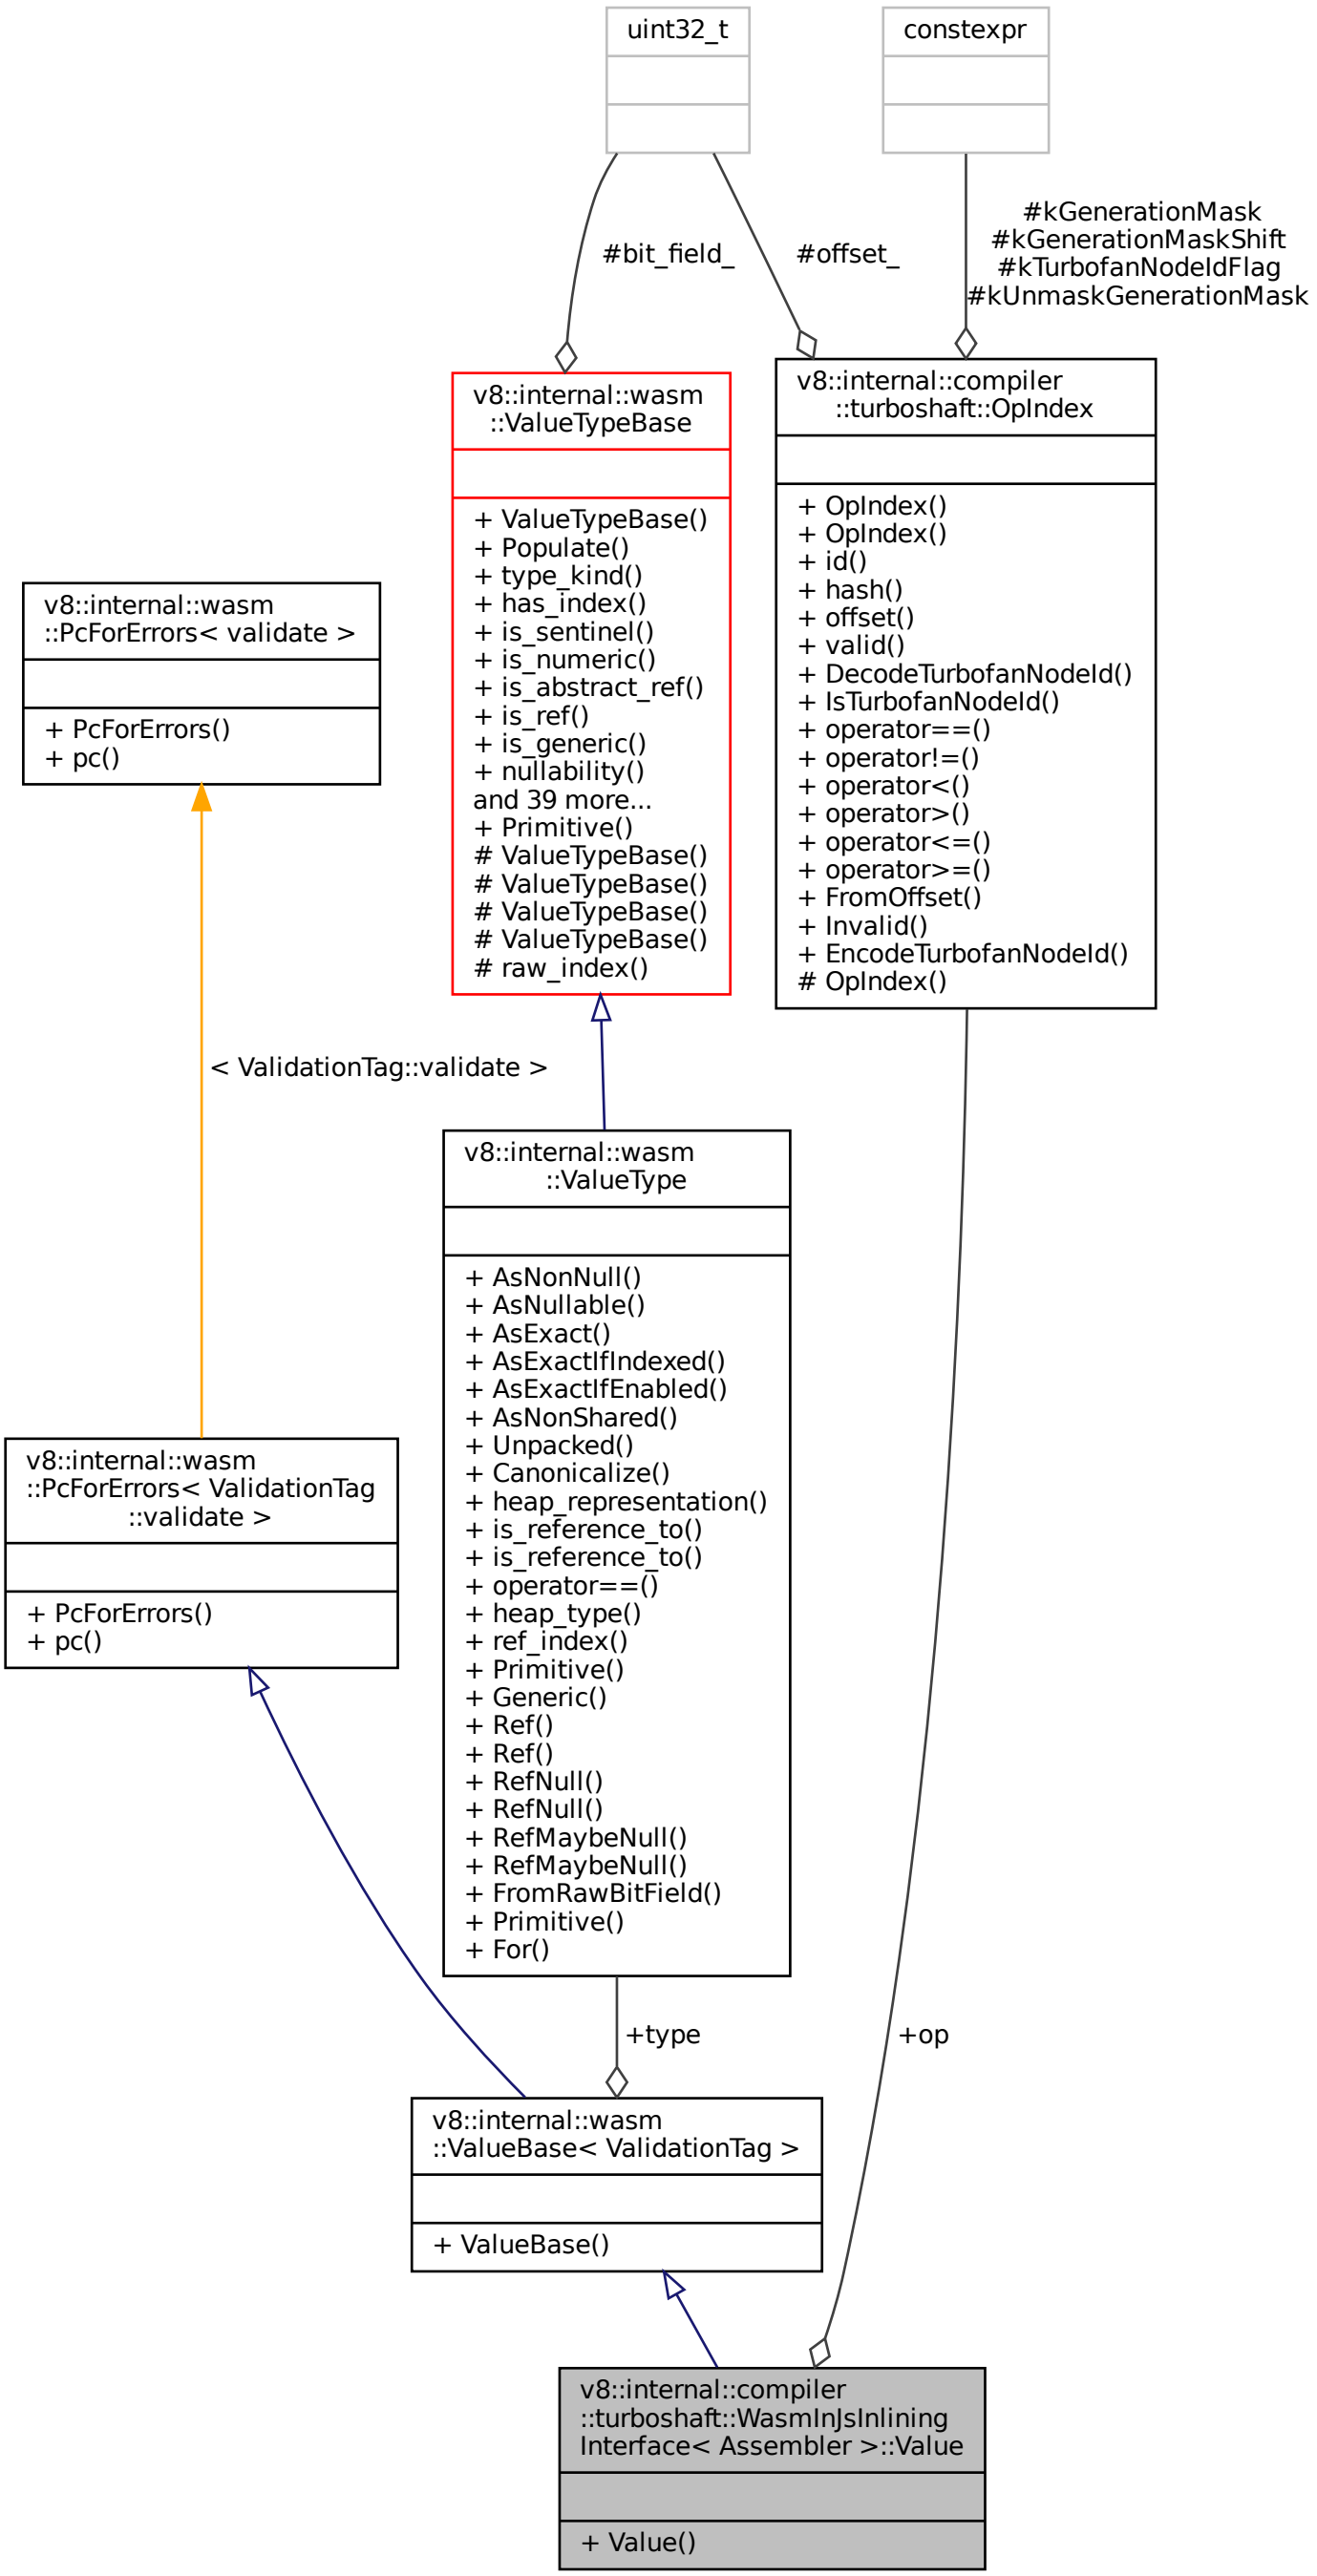 uint32_t
constexpr
#kGenerationMask
#kGenerationMaskShift
#kTurbofanNodeIdFlag
#kUnmaskGenerationMask
#bit_field_
#offset_
v8::internal::wasm
::ValueTypeBase
+ ValueTypeBase()
+ Populate()
+ type_kind()
+ has_index()
+ is_sentinel()
+ is_numeric()
+ is_abstract_ref()
+ is_ref()
+ is_generic()
+ nullability()
and 39 more...
+ Primitive()
# ValueTypeBase()
# ValueTypeBase()
# ValueTypeBase()
# ValueTypeBase()
# raw_index()
v8::internal::compiler
::turboshaft::OpIndex
+ OpIndex()
+ OpIndex()
+ id()
+ hash()
+ offset()
+ valid()
+ DecodeTurbofanNodeId()
+ IsTurbofanNodeId()
+ operator==()
+ operator!=()
+ operator<()
+ operator>()
+ operator<=()
+ operator>=()
+ FromOffset()
+ Invalid()
+ EncodeTurbofanNodeId()
# OpIndex()
v8::internal::wasm
::PcForErrors< validate >
+ PcForErrors()
+ pc()
< ValidationTag::validate >
v8::internal::wasm
::ValueType
+ AsNonNull()
+ AsNullable()
+ AsExact()
+ AsExactIfIndexed()
+ AsExactIfEnabled()
+ AsNonShared()
+ Unpacked()
+ Canonicalize()
+ heap_representation()
+ is_reference_to()
+ is_reference_to()
+ operator==()
+ heap_type()
+ ref_index()
+ Primitive()
+ Generic()
+ Ref()
+ Ref()
+ RefNull()
+ RefNull()
+ RefMaybeNull()
+ RefMaybeNull()
+ FromRawBitField()
+ Primitive()
+ For()
v8::internal::wasm
::PcForErrors< ValidationTag
::validate >
+ PcForErrors()
+ pc()
+type
+op
v8::internal::wasm
::ValueBase< ValidationTag >
+ ValueBase()
v8::internal::compiler
::turboshaft::WasmInJsInlining
Interface< Assembler >::Value
+ Value()